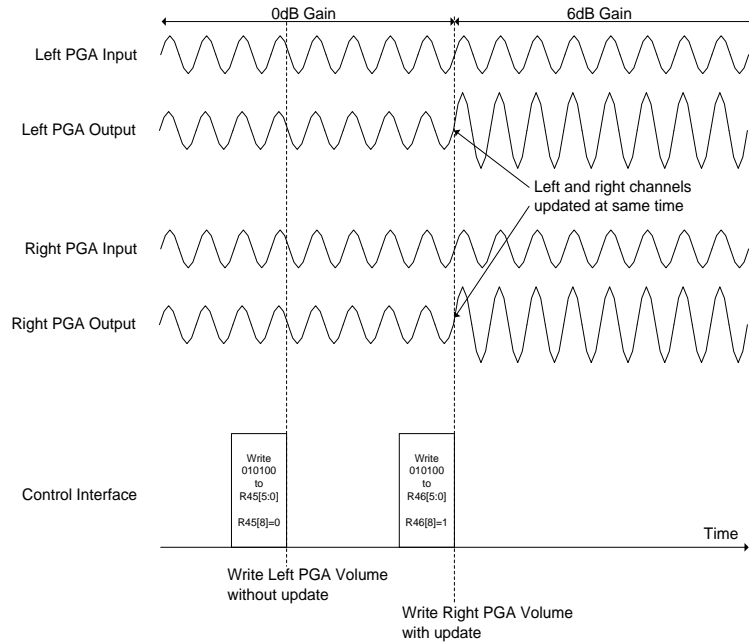 0dB Gain
6dB Gain
Left PGA Input
Left PGA Output
Left and right channels
updated at same time
Right PGA Input
Right PGA Output
Control Interface
Write
010100
to
R45[5:0]
R45[8]=0
Write
010100
to
R46[5:0]
R46[8]=1
Time
Write Left PGA Volume
without update
Write Right PGA Volume
with update